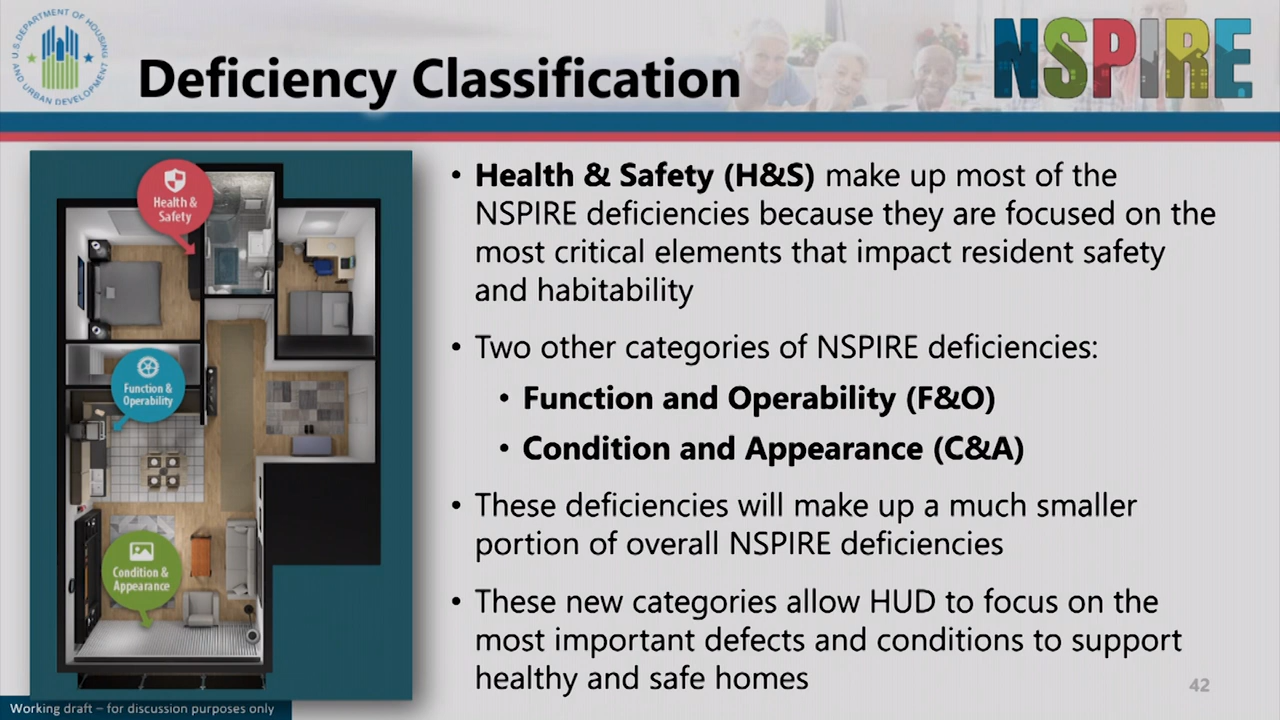 U.S. DEPARTMENT OF HOUSING AND URBAN DEVELOPMENT
Deficiency Classification
NSPIRE
Health &
Safety
Function &
Operability
Condition &
Appearance
• Health & Safety (H&S) make up most of the
NSPIRE deficiencies because they are focused on the
most critical elements that impact resident safety
and habitability
• Two other categories of NSPIRE deficiencies:
• Function and Operability (F&O)
• Condition and Appearance (C&A)
• These deficiencies will make up a much smaller
portion of overall NSPIRE deficiencies
• These new categories allow HUD to focus on the
most important defects and conditions to support
healthy and safe homes
42
Working draft – for discussion purposes only